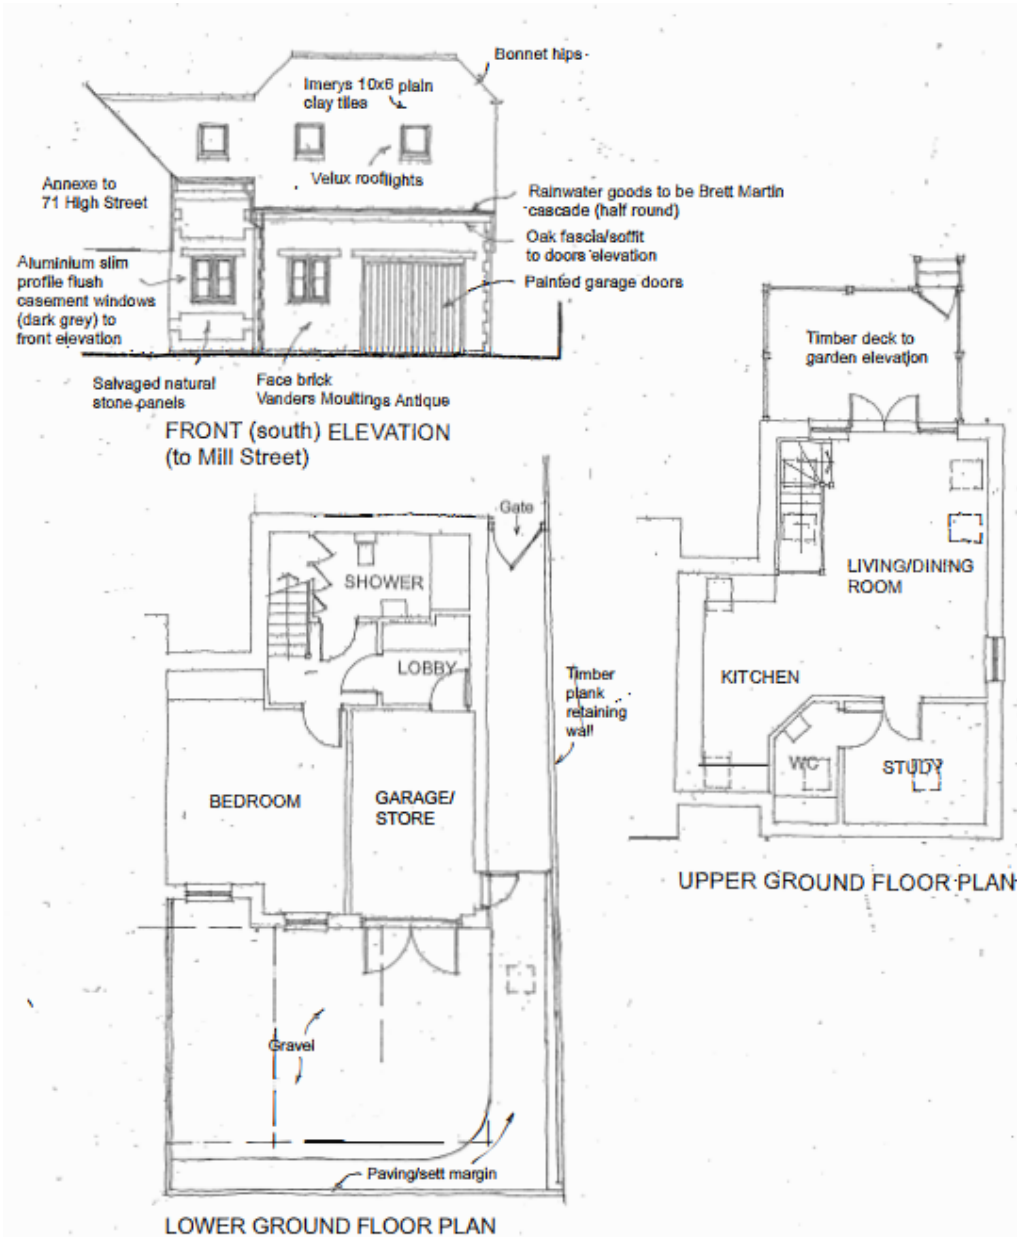 Bonnet hips
Imerys 10x6 plain
clay tiles
Velux rooflights
Annexe to
71 High Street
Rainwater goods to be Brett Martin
cascade (half round)
Oak fascia/soffit
to doors elevation
Painted garage doors
Aluminium slim
profile flush
casement windows
(dark grey) to
front elevation
Salvaged natural
stone panels
Face brick
Vanders Moultings Antique
FRONT (south) ELEVATION
(to Mill Street)
Timber deck to
garden elevation
LIVING/DINING
ROOM
KITCHEN
WC
STUDY
UPPER GROUND FLOOR PLAN
Gate
SHOWER
LOBBY
Timber
plank
retaining
wall
BEDROOM
GARAGE/
STORE
Gravel
Paving/sett margin
LOWER GROUND FLOOR PLAN